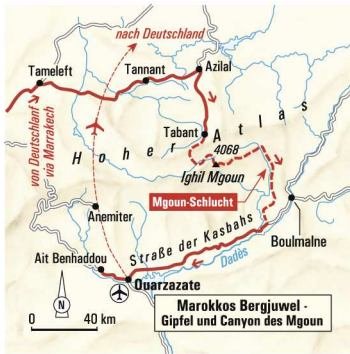 nach Deutschland
Azilal
Tameleft
Tannant
von Deutschland
via Marrakech
Tabant
Hoher Atlas
4068
Ighil Mgoun
Mgoun-Schlucht
Anemiter
Boulmalne
Straße der Kasbahs
Ait Benhaddou
Dadès
Ouarzazate
N
0 40 km
Marokkos Bergjuwel -
Gipfel und Canyon des Mgoun